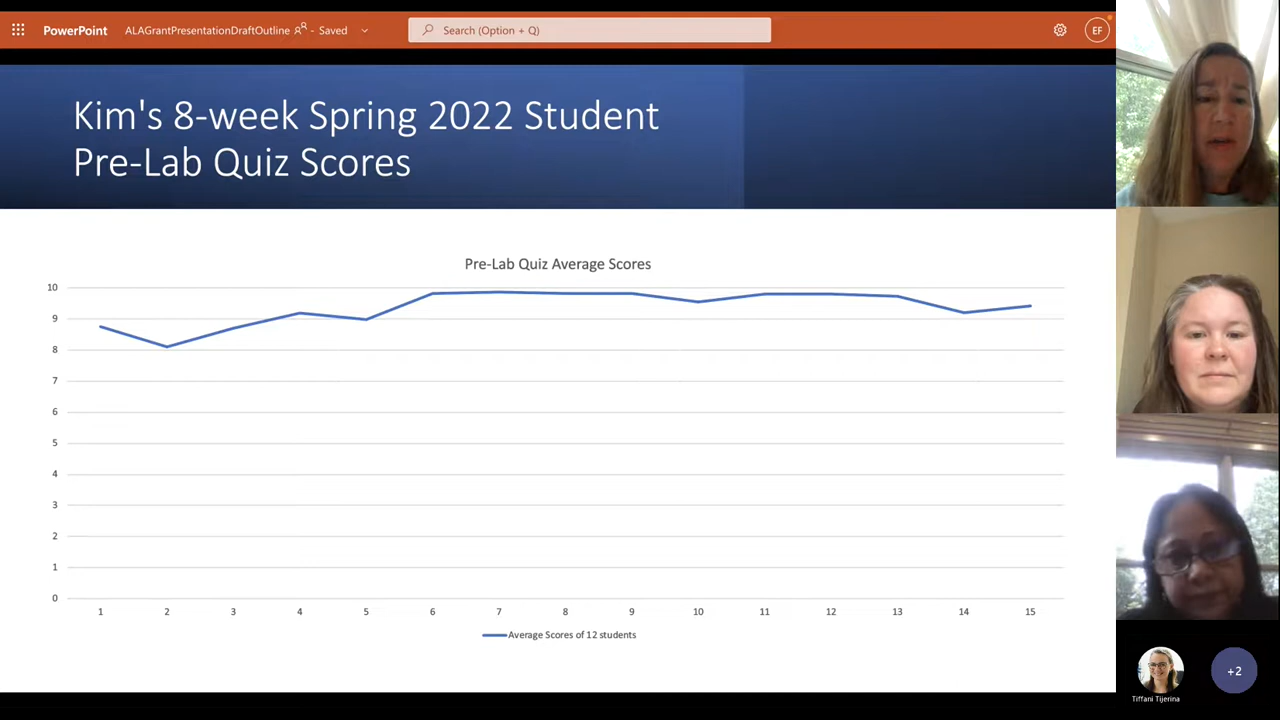 PowerPoint
ALAGrantPresentationDraftOutline - Saved
Search (Option + Q)
EF
Kim's 8-week Spring 2022 Student
Pre-Lab Quiz Scores
Pre-Lab Quiz Average Scores
10
9
8
7
6
5
4
3
2
1
0
1 2 3 4 5 6 7 8 9 10 11 12 13 14 15
Average Scores of 12 students
+2
Tiffani Tijerina